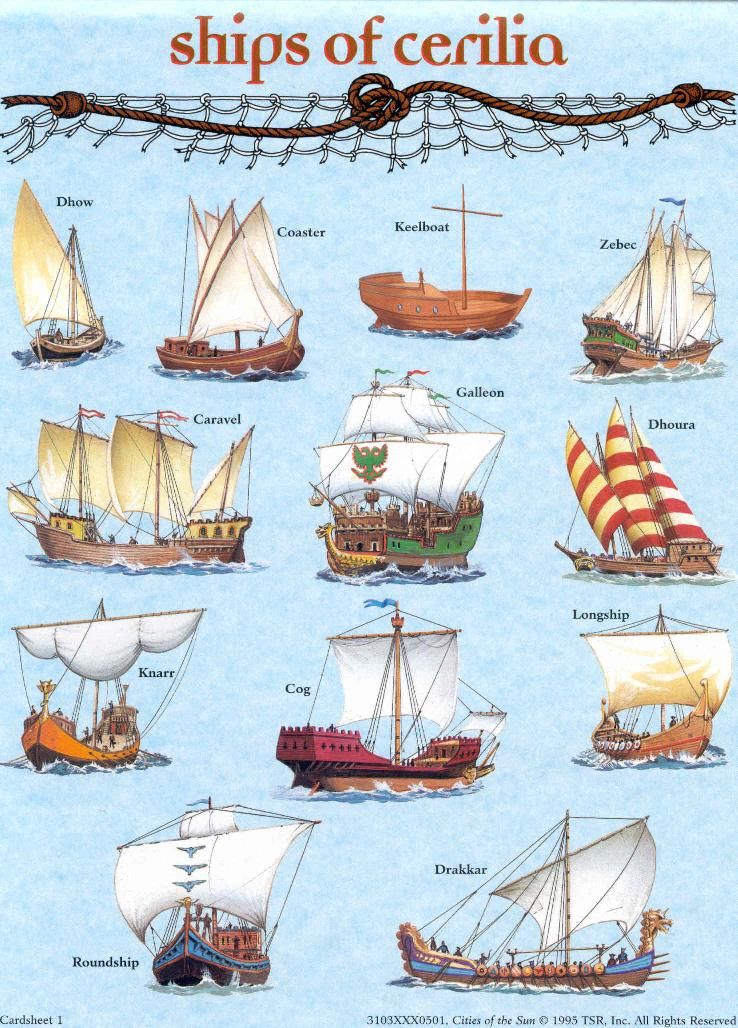 ships of cerilia
Dhow
Coaster
Keelboat
Zebec
Caravel
Galleon
Dhoura
Knarr
Cog
Longship
Roundship
Drakkar
Cardsheet 1
3103XXX0501, Cities of the Sun © 1995 TSR, Inc. All Rights Reserved